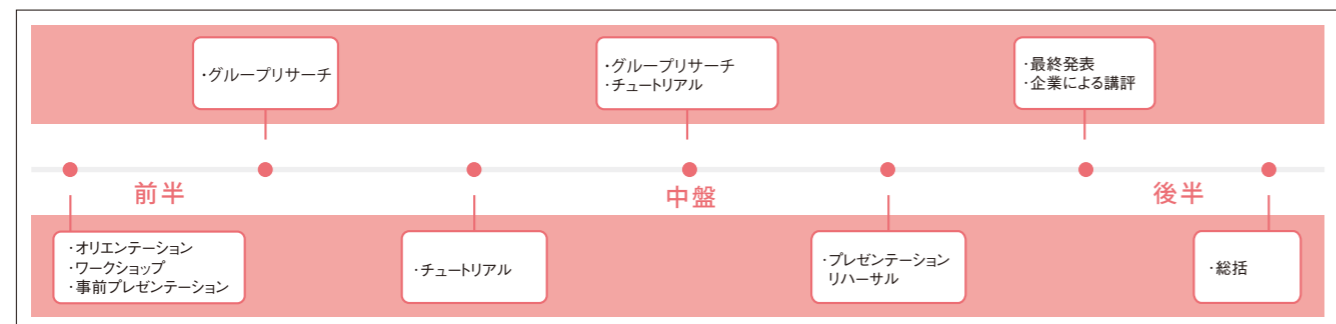 ・グループリサーチ
・グループリサーチ
・チュートリアル
・最終発表
・企業による講評
前半
中盤
後半
・オリエンテーション
・ワークショップ
・事前プレゼンテーション
・チュートリアル
・プレゼンテーション
リハーサル
・総括